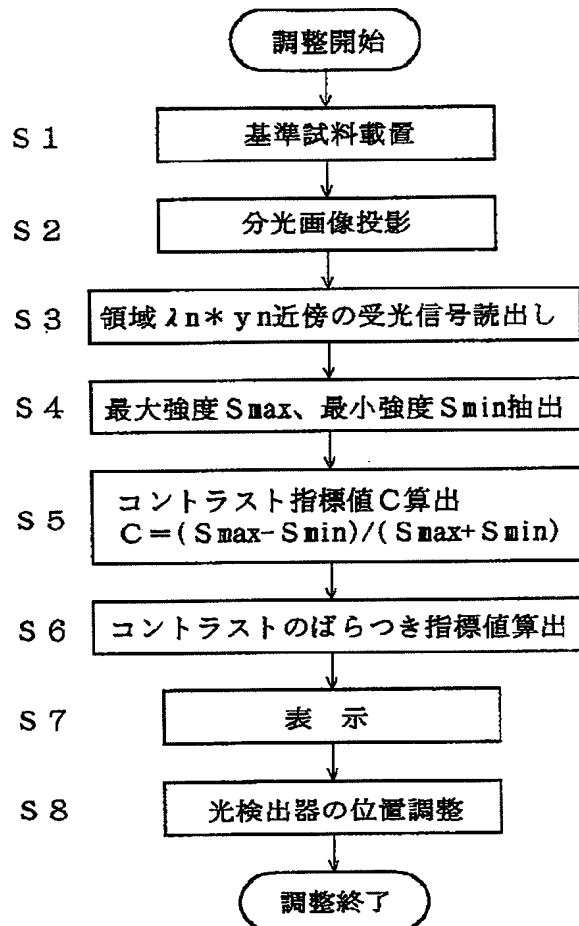 調整開始
S1 基準試料載置
S2 分光画像投影
S3 領域λn*yn近傍の受光信号読出し
S4 最大強度Smax、最小強度Smin抽出
S5 コントラスト指標値C算出
C=(Smax-Smin)/(Smax+Smin)
S6 コントラストのばらつき指標値算出
S7 表 示
S8 光検出器の位置調整
調整終了